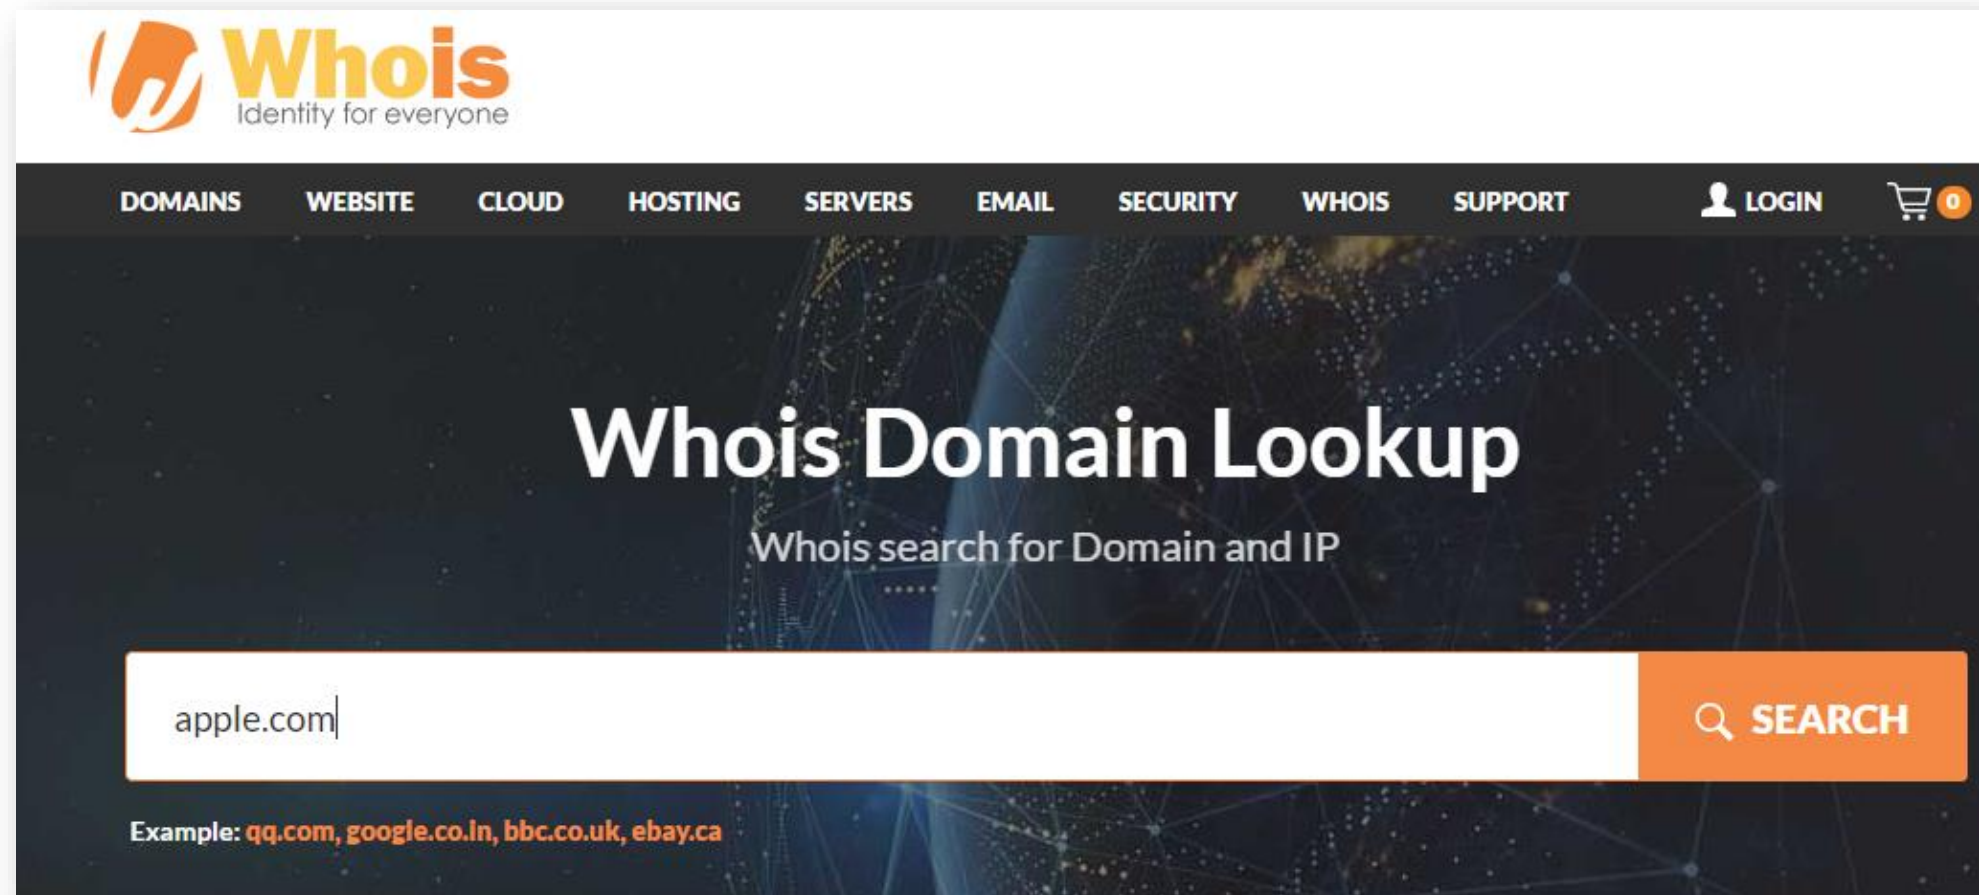 Whois
Identity for everyone
DOMAINS WEBSITE CLOUD HOSTING SERVERS EMAIL SECURITY WHOIS SUPPORT LOGIN 0
Whois Domain Lookup
Whois search for Domain and IP
apple.com
SEARCH
Example: qq.com, google.co.in, bbc.co.uk, ebay.ca